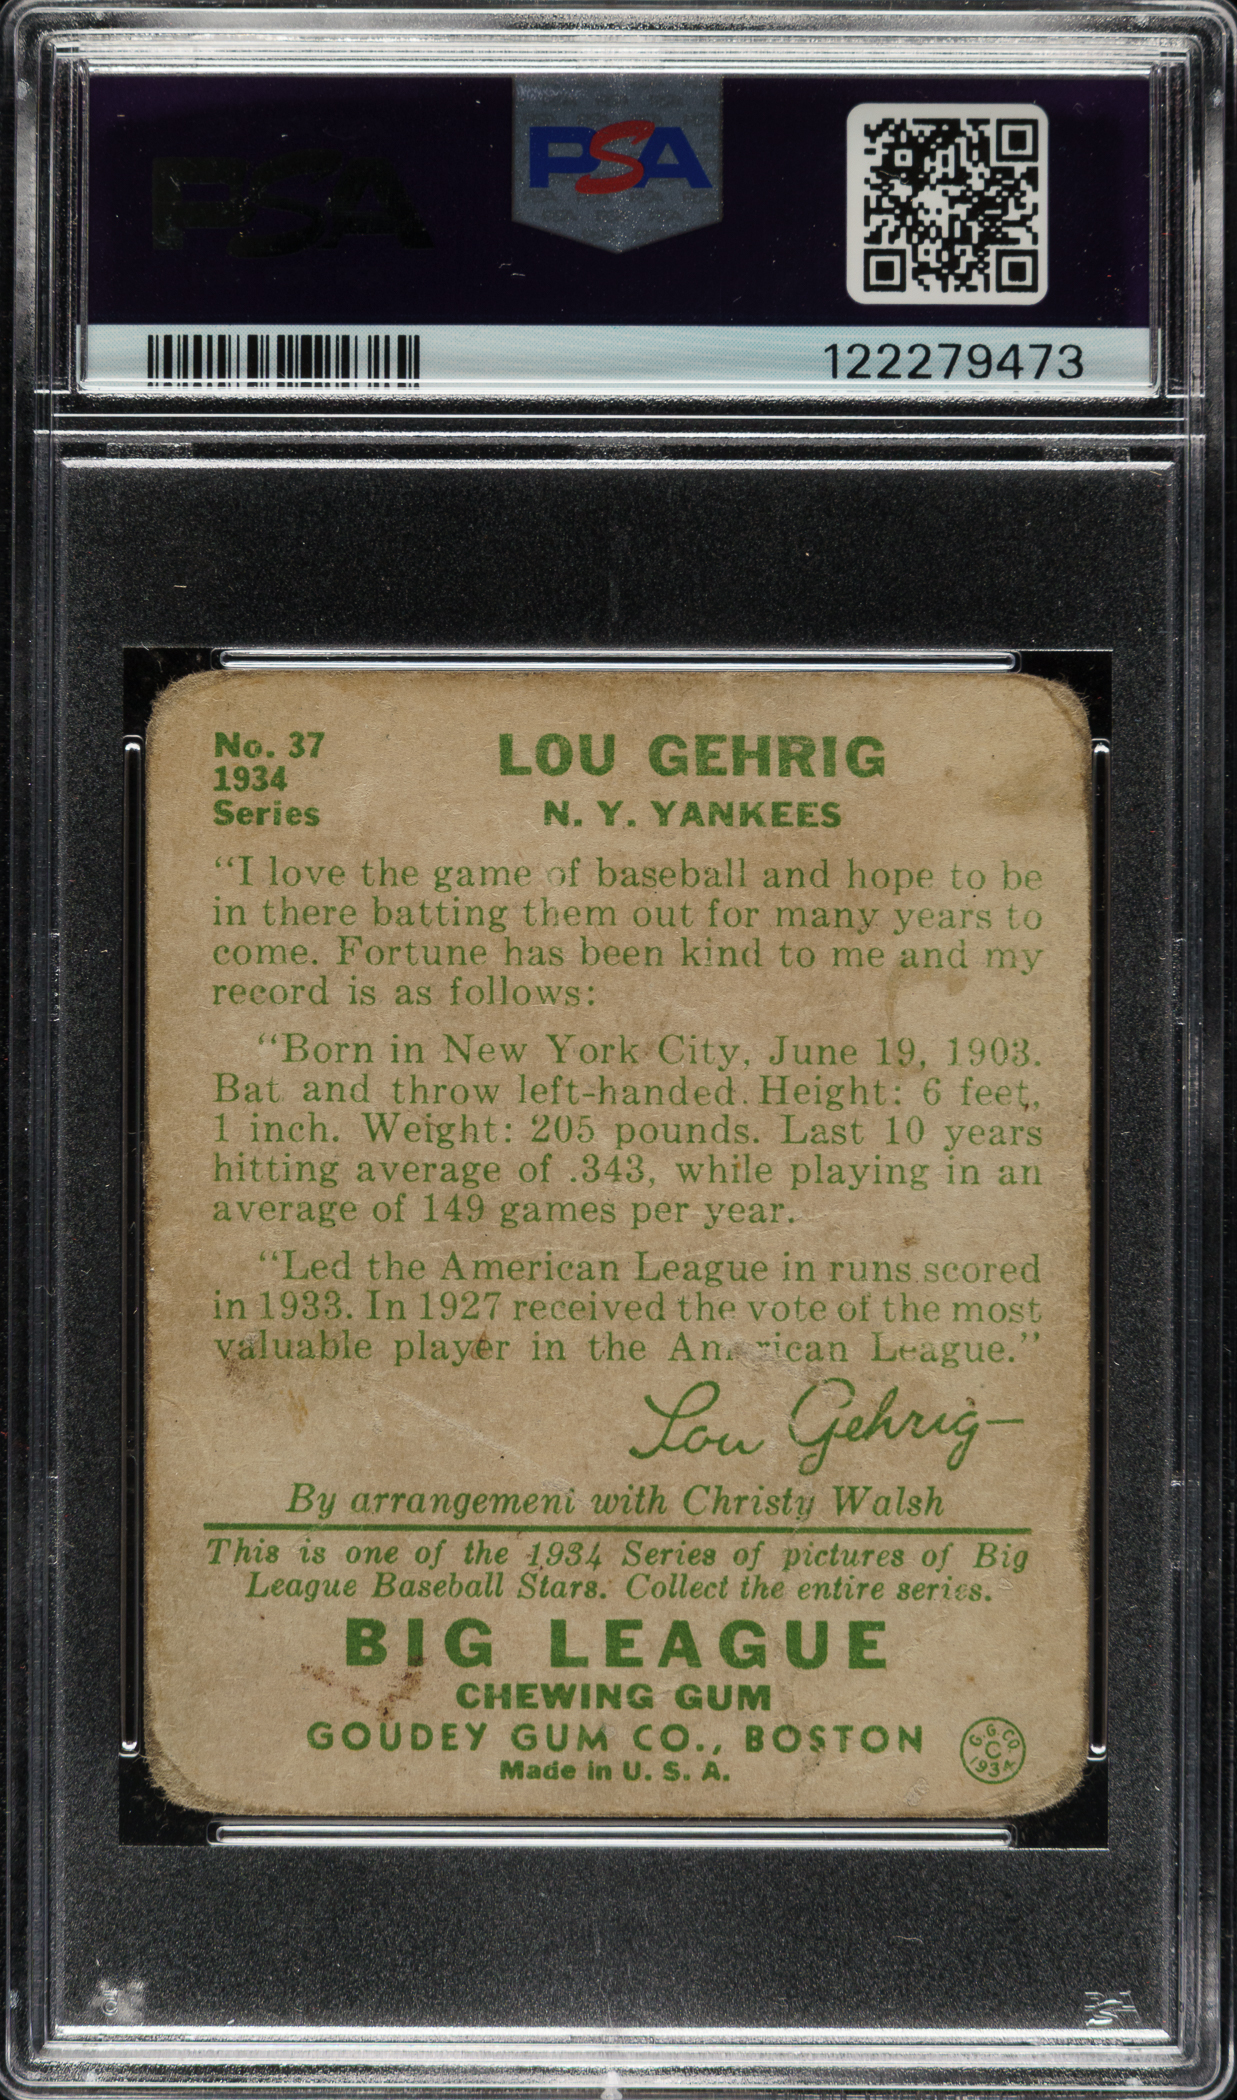 PSA
PSA
122279473
No. 37
1934
Series
LOU GEHRIG
N. Y. YANKEES
“I love the game of baseball and hope to be
in there batting them out for many years to
come. Fortune has been kind to me and my
record is as follows:
“Born in New York City, June 19, 1903.
Bat and throw left-handed. Height: 6 feet,
1 inch. Weight: 205 pounds. Last 10 years
hitting average of .343, while playing in an
average of 149 games per year.
“Led the American League in runs scored
in 1933. In 1927 received the vote of the most
valuable player in the American League.”
Lou Gehrig
By arrangement with Christy Walsh
This is one of the 1934 Series of pictures of Big
League Baseball Stars. Collect the entire series.
BIG LEAGUE
CHEWING GUM
GOUDEY GUM CO., BOSTON
Made in U. S. A.
G. G. CO.
C
1934
PSA